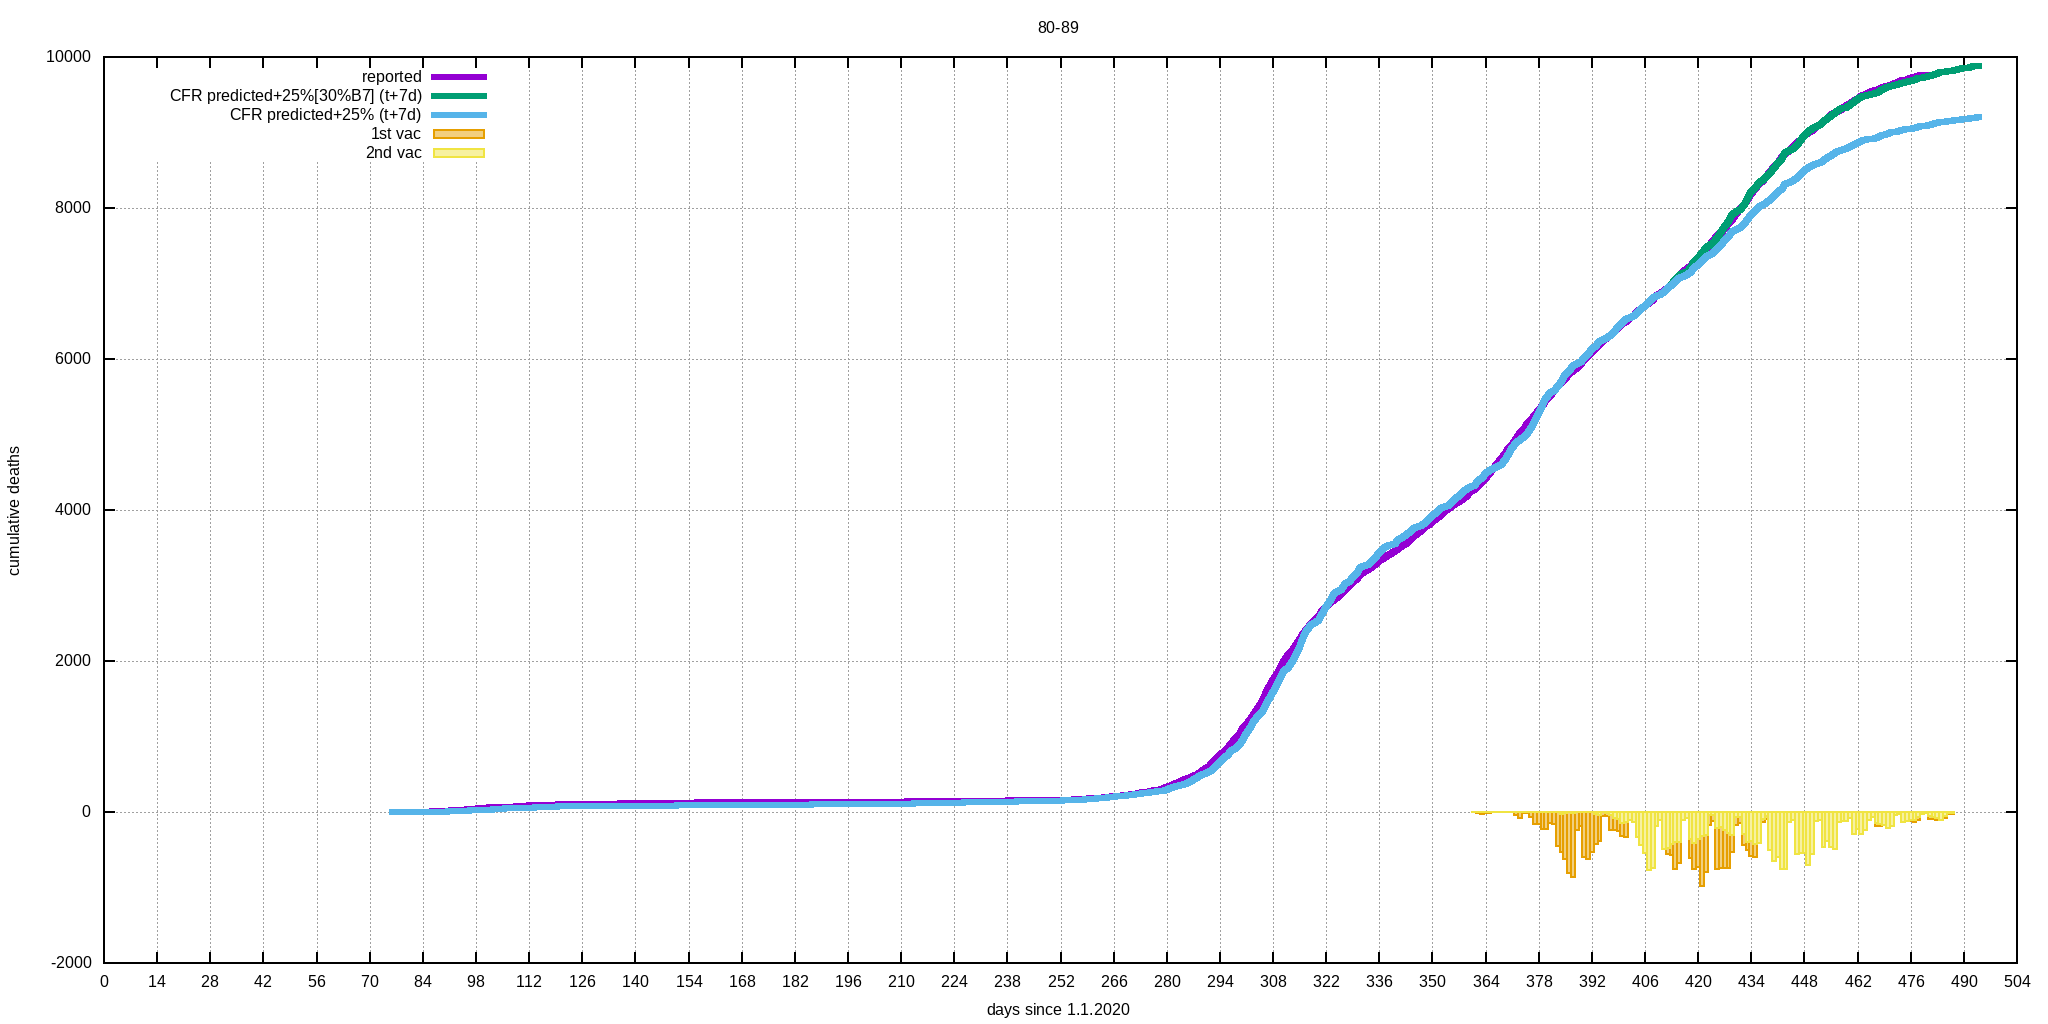 80-89
10000
8000
6000
4000
2000
0
-2000
cumulative deaths
reported
CFR predicted+25%[30%B7] (t+7d)
CFR predicted+25% (t+7d)
1st vac
2nd vac
0 14 28 42 56 70 84 98 112 126 140 154 168 182 196 210 224 238 252 266 280 294 308 322 336 350 364 378 392 406 420 434 448 462 476 490 504
days since 1.1.2020